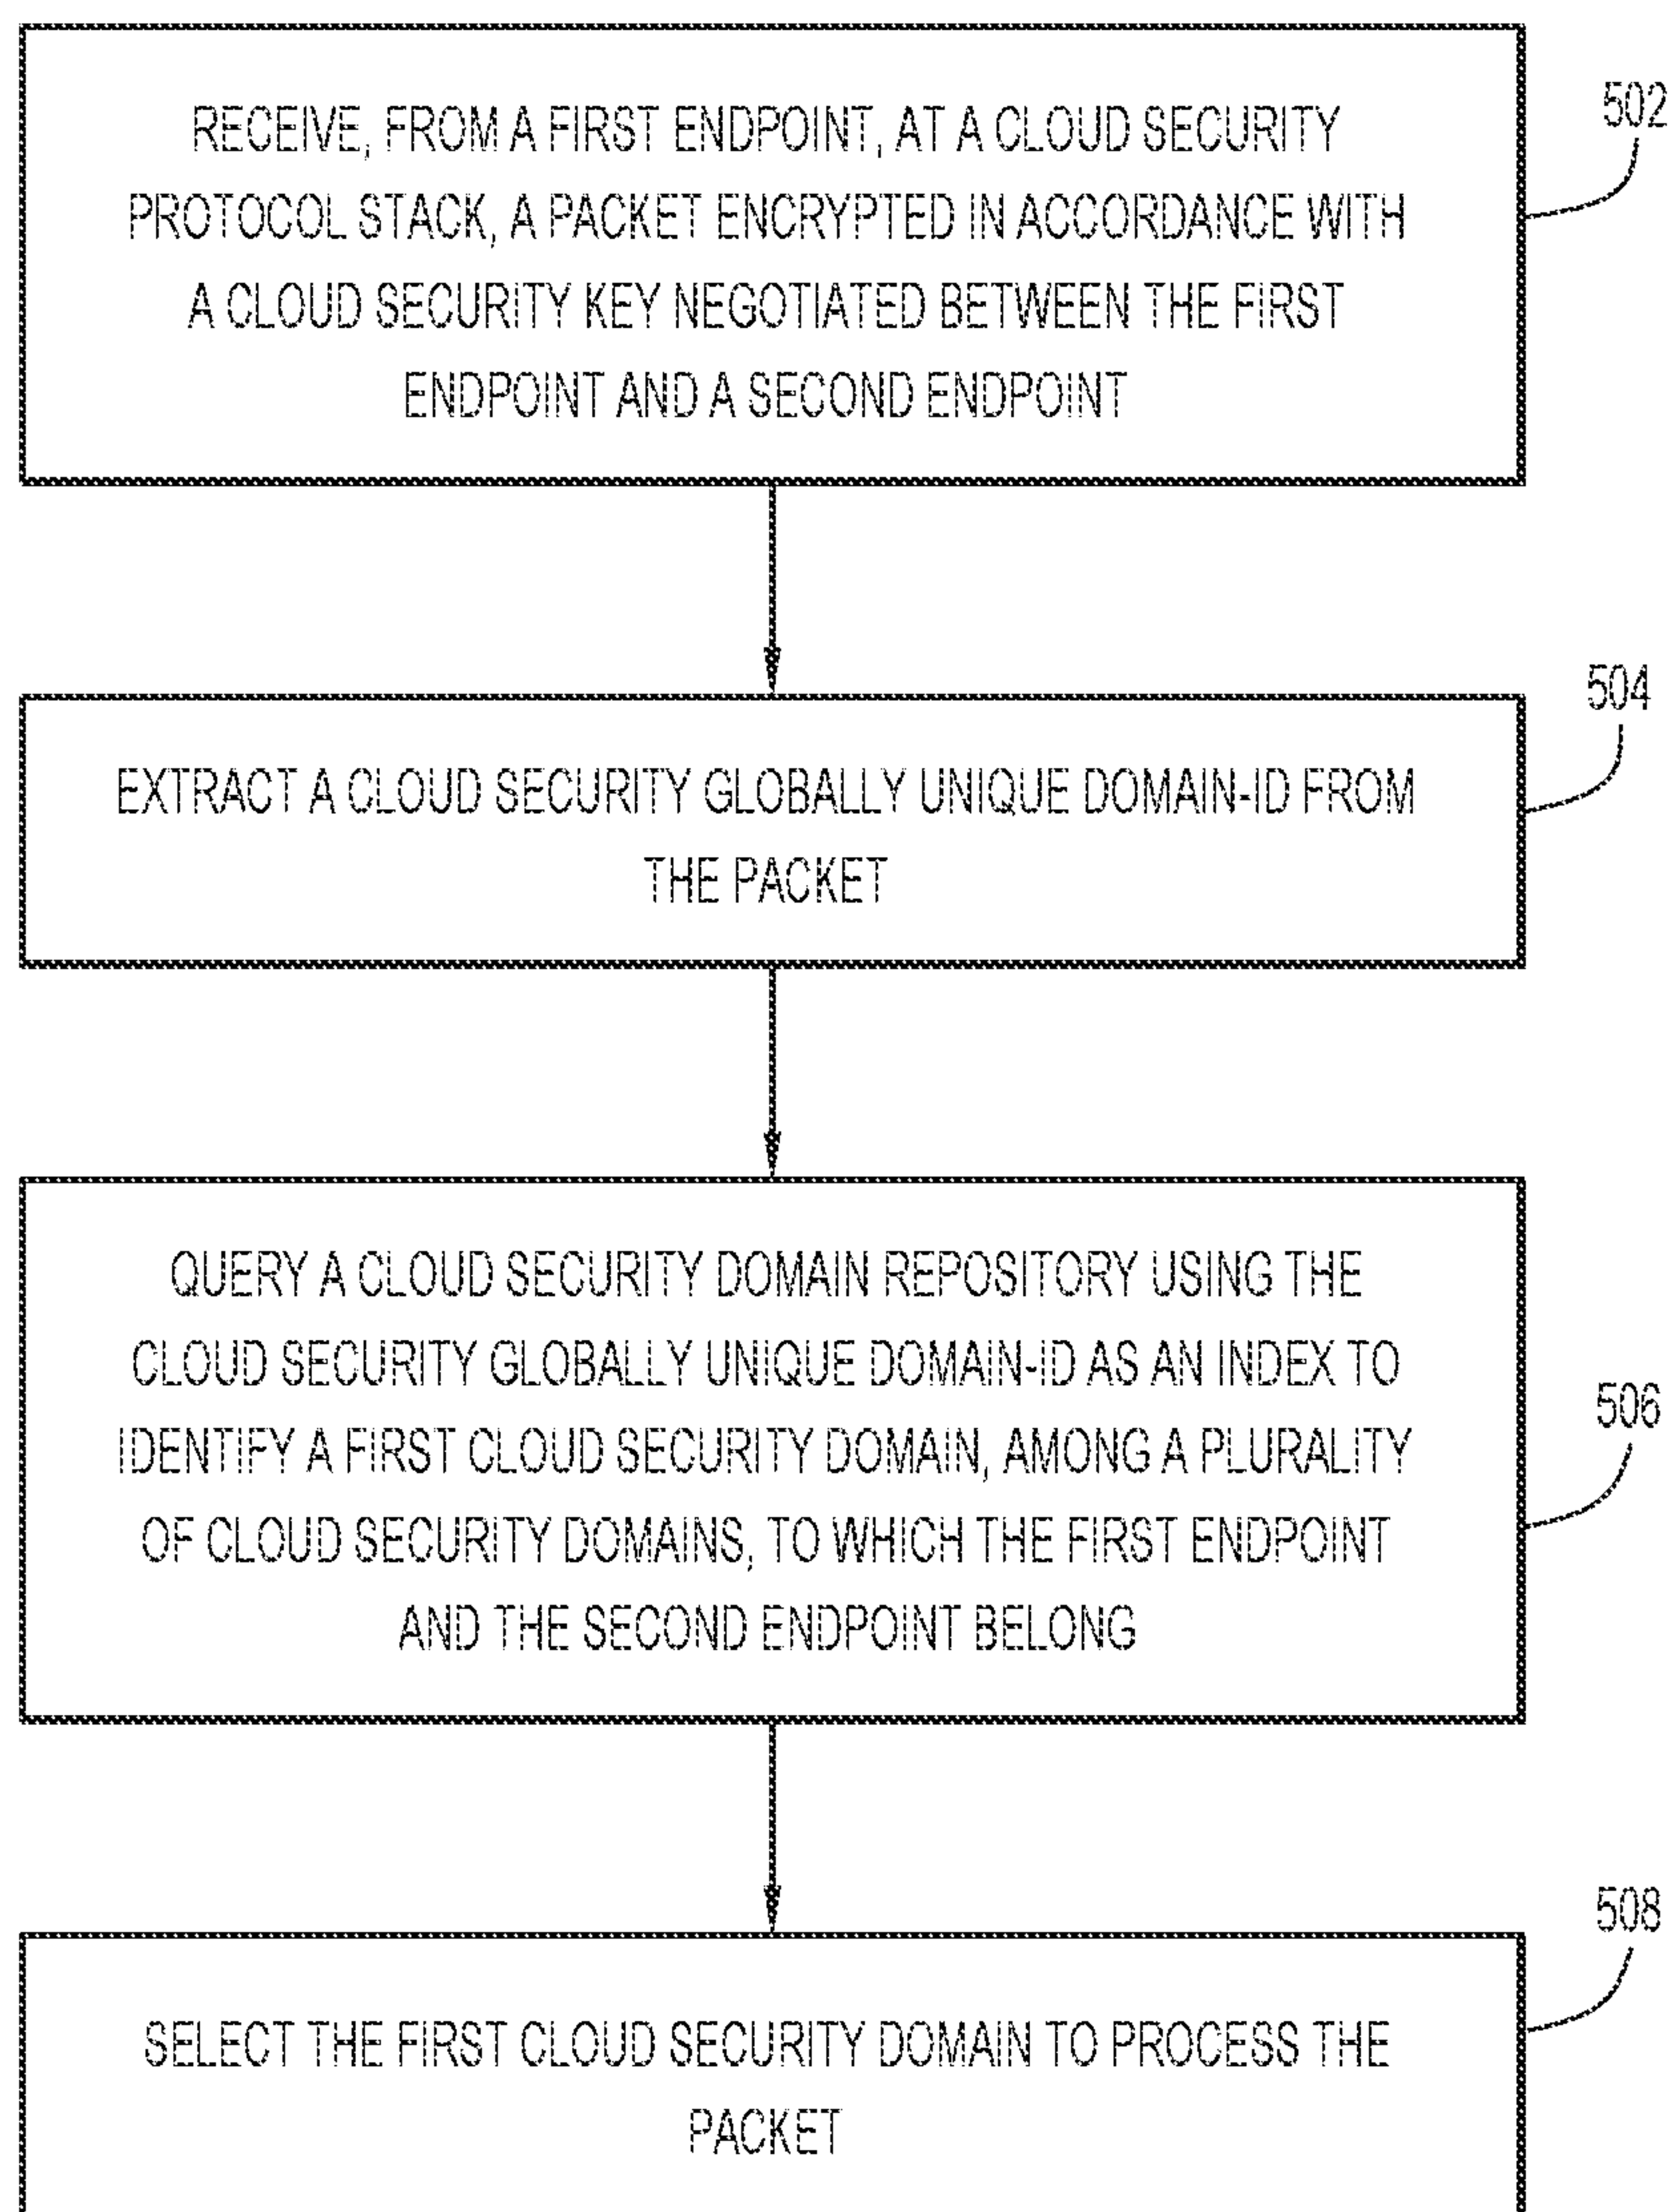 RECEIVE, FROM A FIRST ENDPOINT, AT A CLOUD SECURITY
PROTOCOL STACK, A PACKET ENCRYPTED IN ACCORDANCE WITH
A CLOUD SECURITY KEY NEGOTIATED BETWEEN THE FIRST
ENDPOINT AND A SECOND ENDPOINT
502
EXTRACT A CLOUD SECURITY GLOBALLY UNIQUE DOMAIN-ID FROM
THE PACKET
504
QUERY A CLOUD SECURITY DOMAIN REPOSITORY USING THE
CLOUD SECURITY GLOBALLY UNIQUE DOMAIN-ID AS AN INDEX TO
IDENTIFY A FIRST CLOUD SECURITY DOMAIN, AMONG A PLURALITY
OF CLOUD SECURITY DOMAINS, TO WHICH THE FIRST ENDPOINT
AND THE SECOND ENDPOINT BELONG
506
SELECT THE FIRST CLOUD SECURITY DOMAIN TO PROCESS THE
PACKET
508